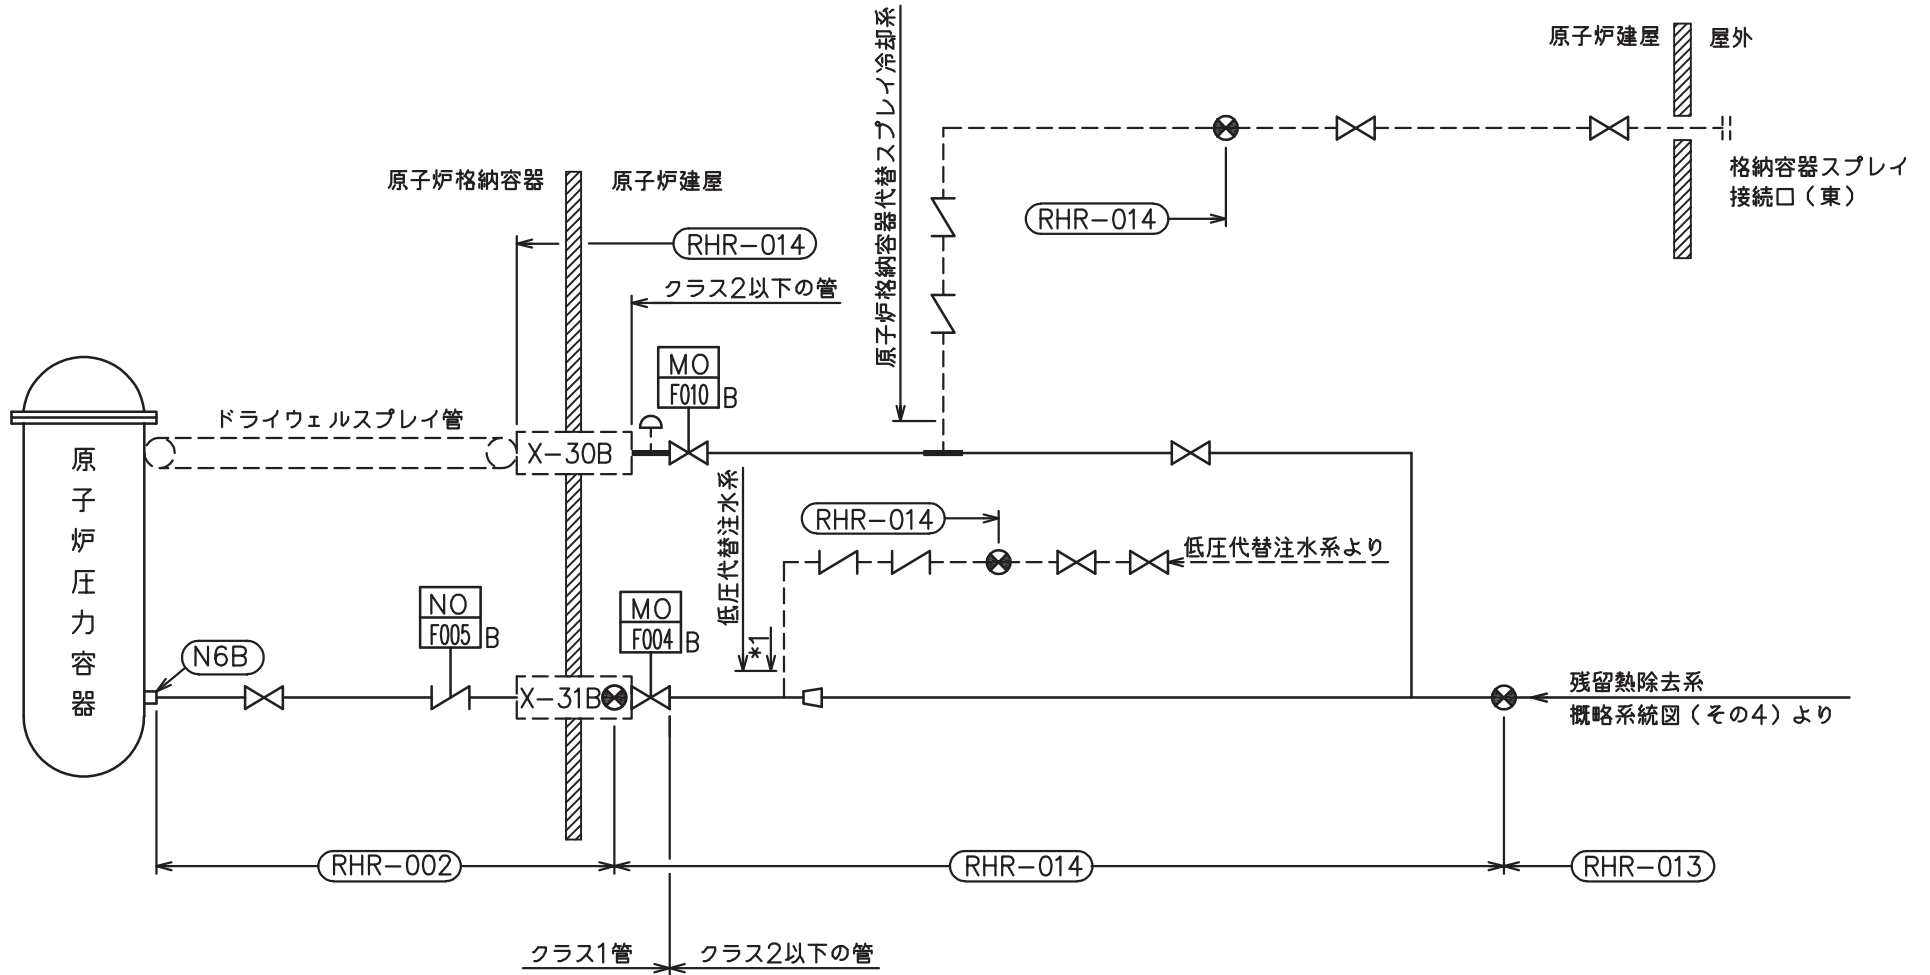 原子炉建屋
屋外
格納容器スプレイ
接続口(東)
原子炉格納容器代替スプレイ冷却系
RHR-014
原子炉格納容器
原子炉建屋
RHR-014
クラス2以下の管
MO
F010
B
ドライウェルスプレイ管
X-30B
原子炉圧力容器
低圧代替注水系
RHR-014
低圧代替注水系より
NO
F005
B
MO
F004
B
*1
N6B
X-31B
残留熱除去系
概略系統図(その4)より
RHR-002
RHR-014
RHR-013
クラス1管
クラス2以下の管